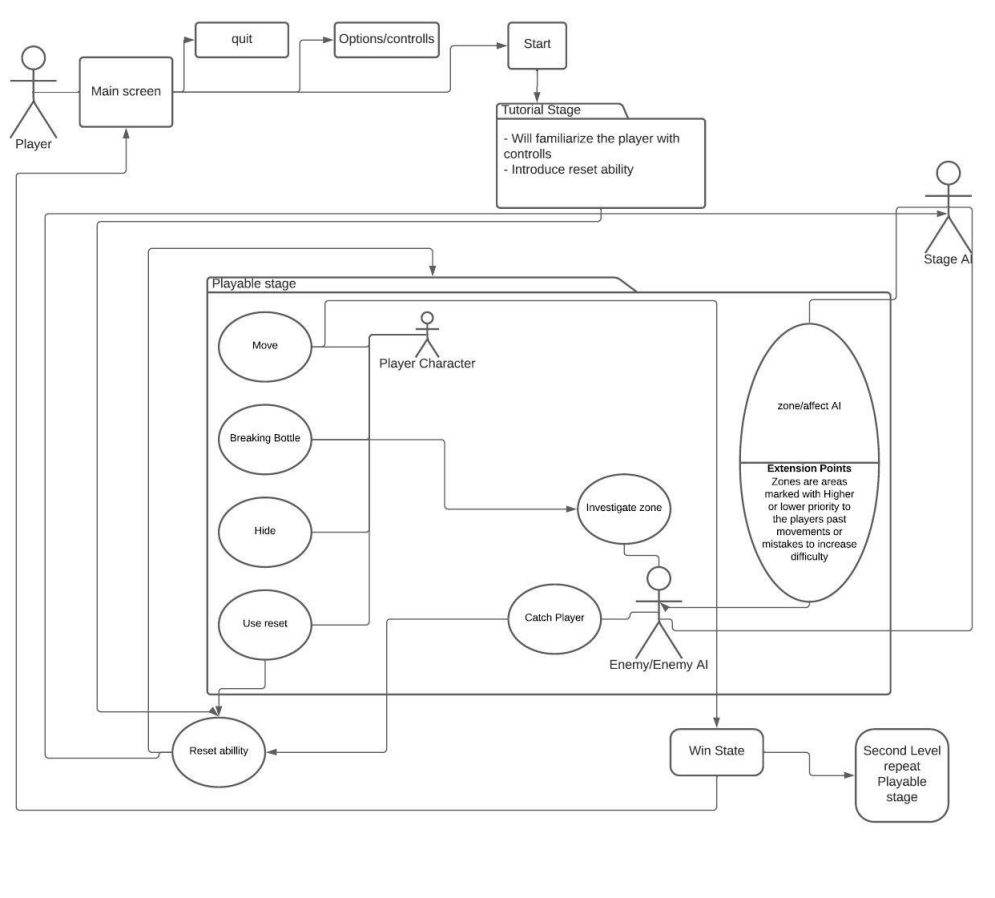 quit
Options/controlls
Start
Main screen
Player
Tutorial Stage
- Will familiarize the player with
controlls
- Introduce reset ability
Stage AI
Playable stage
Move
Player Character
zone/affect AI
Breaking Bottle
Extension Points
Zones are areas
marked with Higher
or lower priority to
the players past
movements or
mistakes to increase
difficulty
Investigate zone
Hide
Use reset
Catch Player
Enemy/Enemy AI
Reset abillity
Win State
Second Level
repeat
Playable
stage